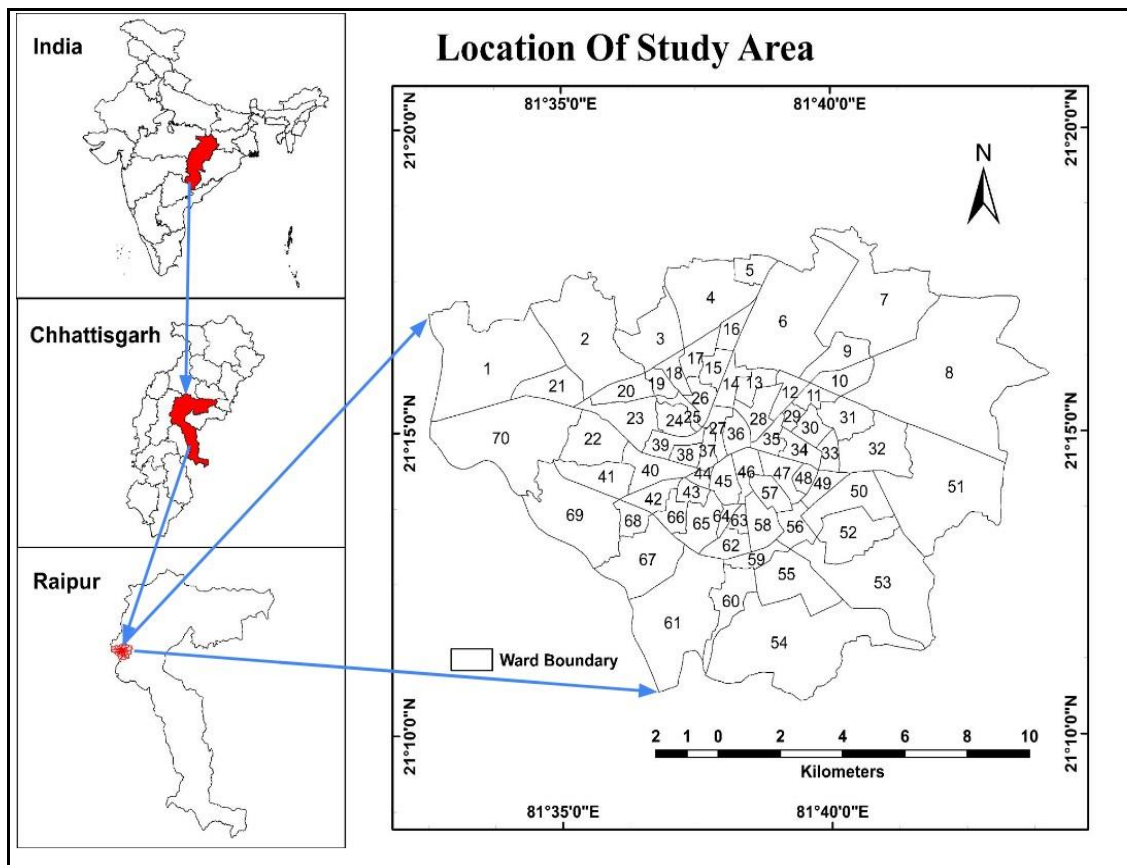 Location Of Study Area
India
Chhattisgarh
Raipur
81°35'0"E 81°40'0"E
21°20'0"N 21°20'0"N
21°15'0"N 21°15'0"N
21°10'0"N 21°10'0"N
81°35'0"E 81°40'0"E
N
5
4 7
16 6
2 3
17 9
1 15 8
18 14 13 10
21 20 19 12 11
26
23 24 25 28 29 31
27 36 30
70 22 39 35 34 33 32
38 37
41 40 44 45 46 47 48 49 50 51
42 43 57
69 68 66 65 64 63 58 56 52
62
67 59 55 53
60
61 54
Ward Boundary
2 1 0 2 4 6 8 10
Kilometers